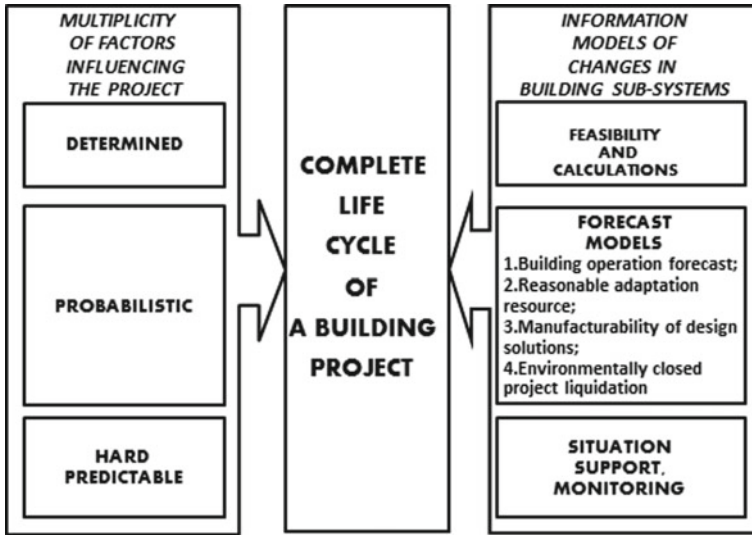 MULTIPLICITY
OF FACTORS
INFLUENCING
THE PROJECT
DETERMINED
PROBABILISTIC
HARD
PREDICTABLE
COMPLETE
LIFE
CYCLE
OF
A BUILDING
PROJECT
INFORMATION
MODELS OF
CHANGES IN
BUILDING SUB-SYSTEMS
FEASIBILITY
AND
CALCULATIONS
FORECAST
MODELS
1.Building operation forecast;
2.Reasonable adaptation
resource;
3.Manufacturability of design
solutions;
4.Environmentally closed
project liquidation
SITUATION
SUPPORT,
MONITORING